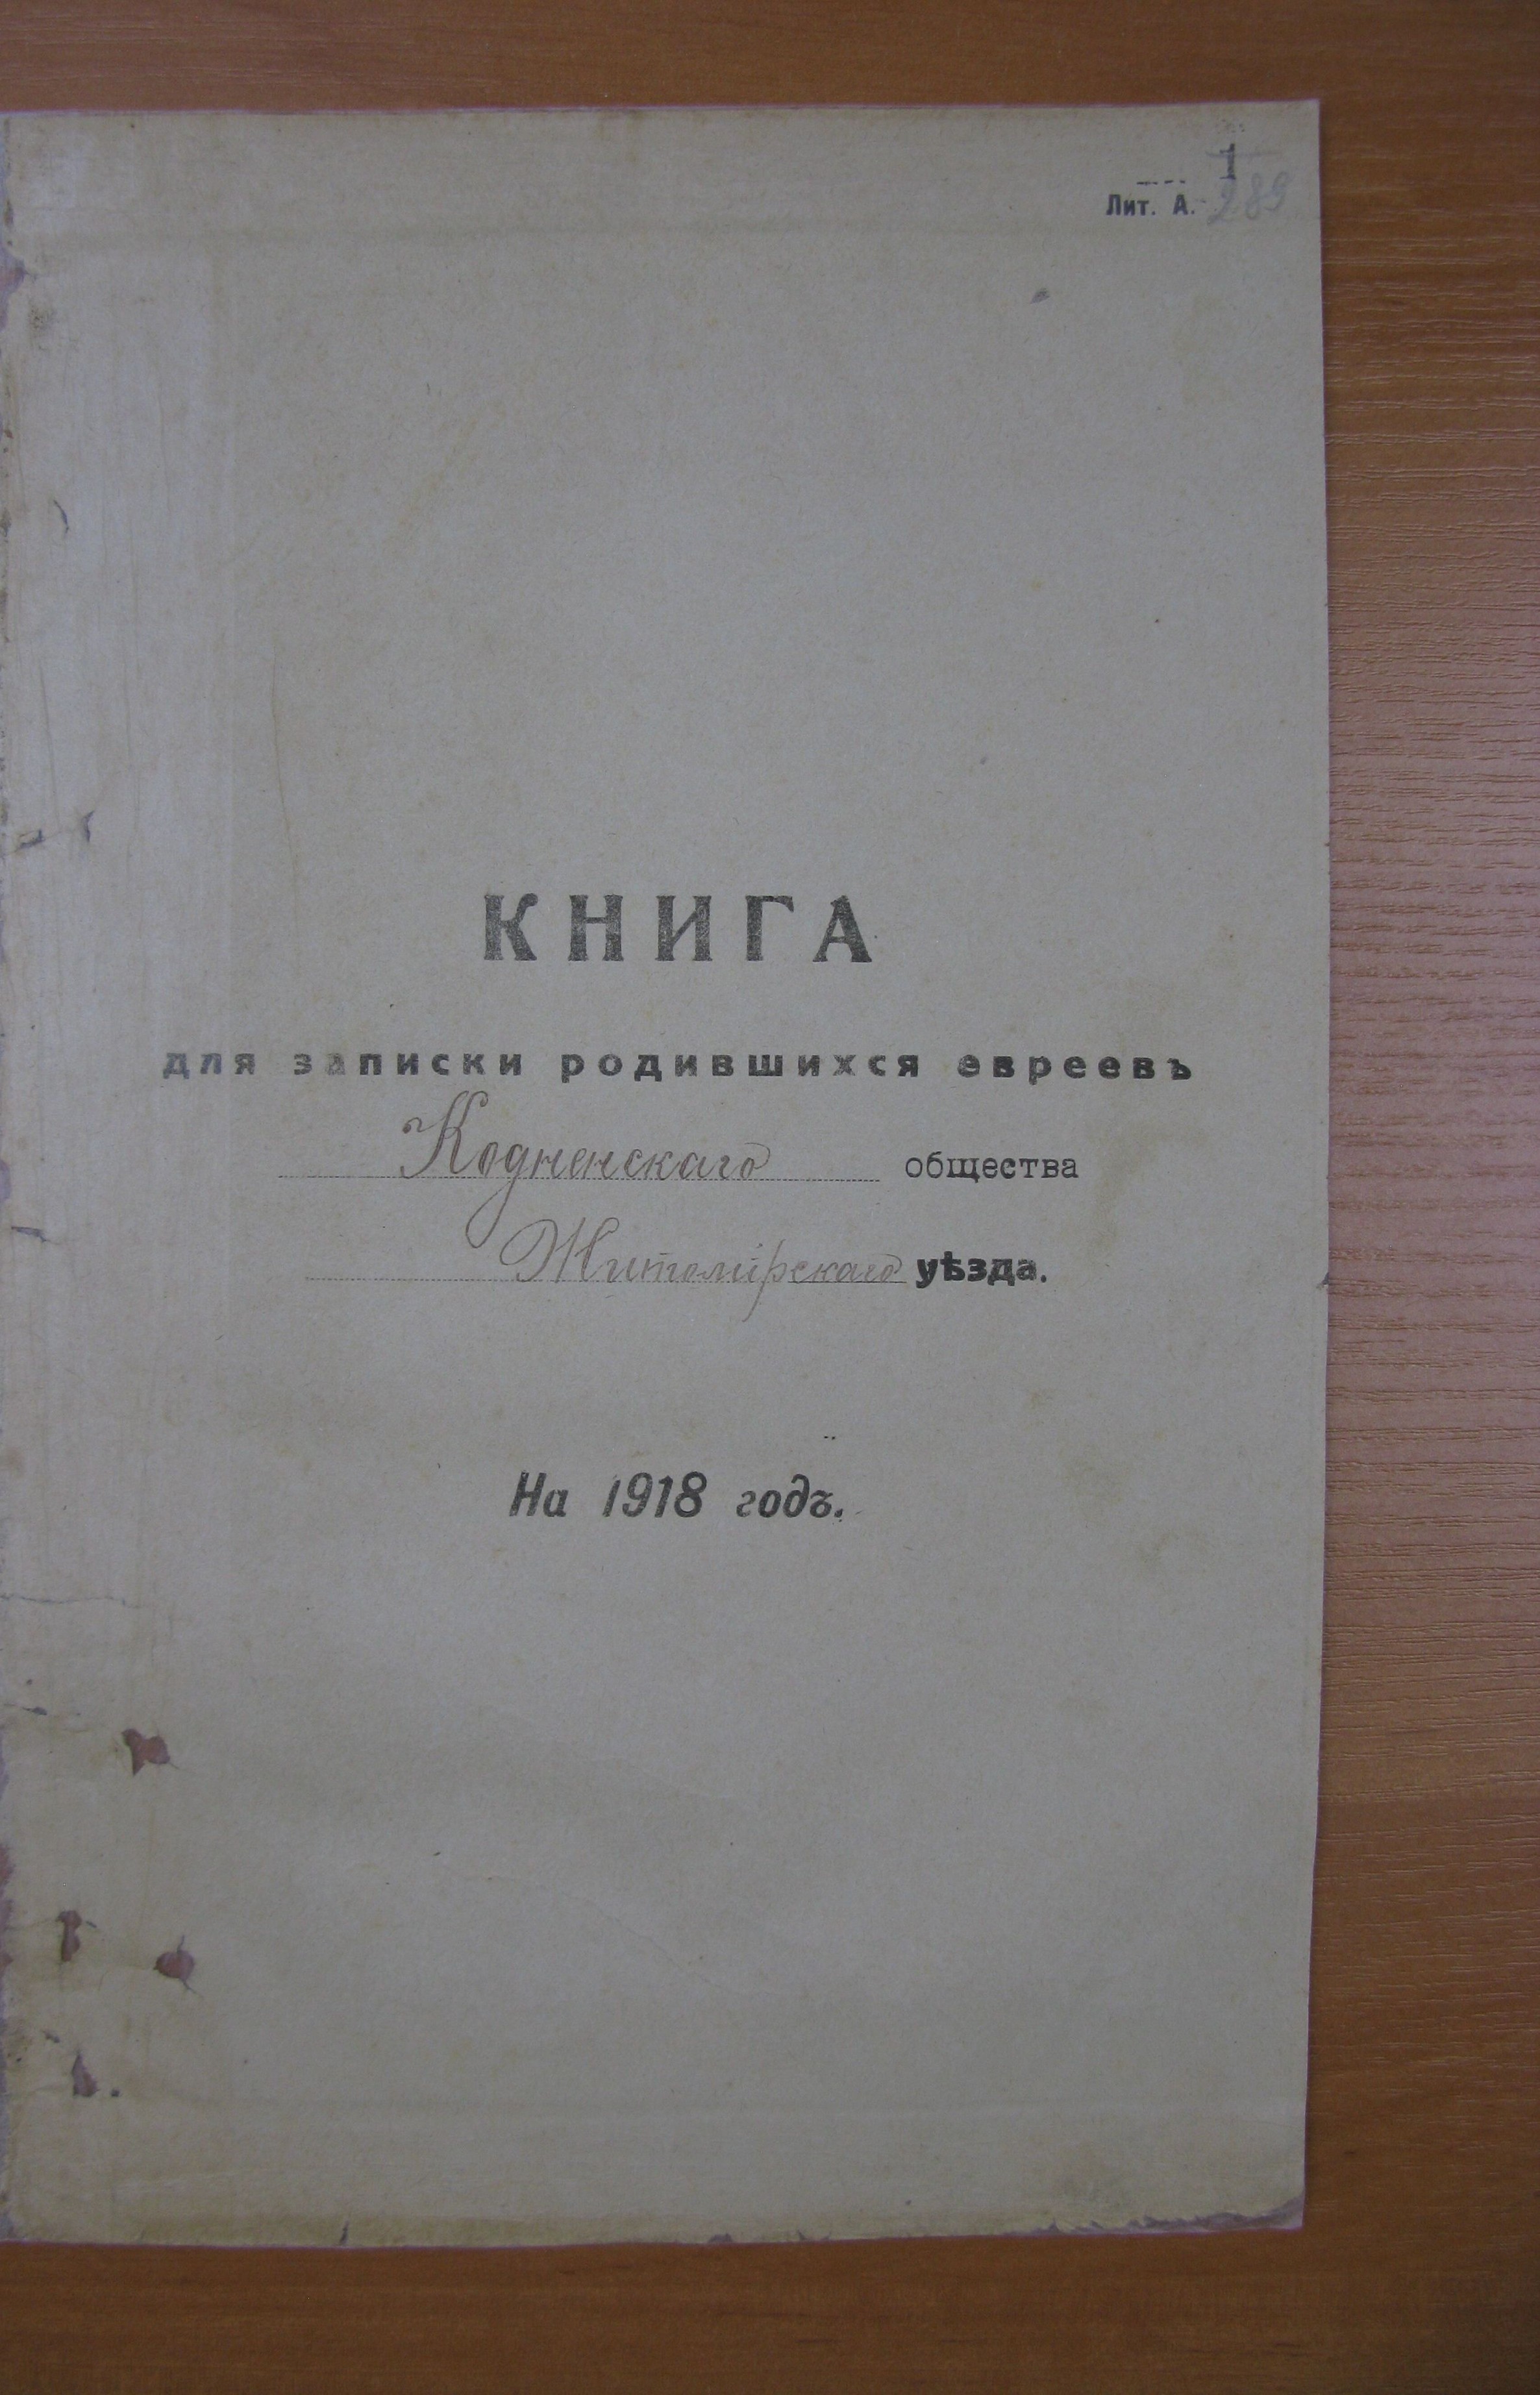 1
Лит. А. 289
КНИГА
для записки родившихся евреевъ
Кодненскаго общества
Житомірскаго уѣзда.
На 1918 годъ.